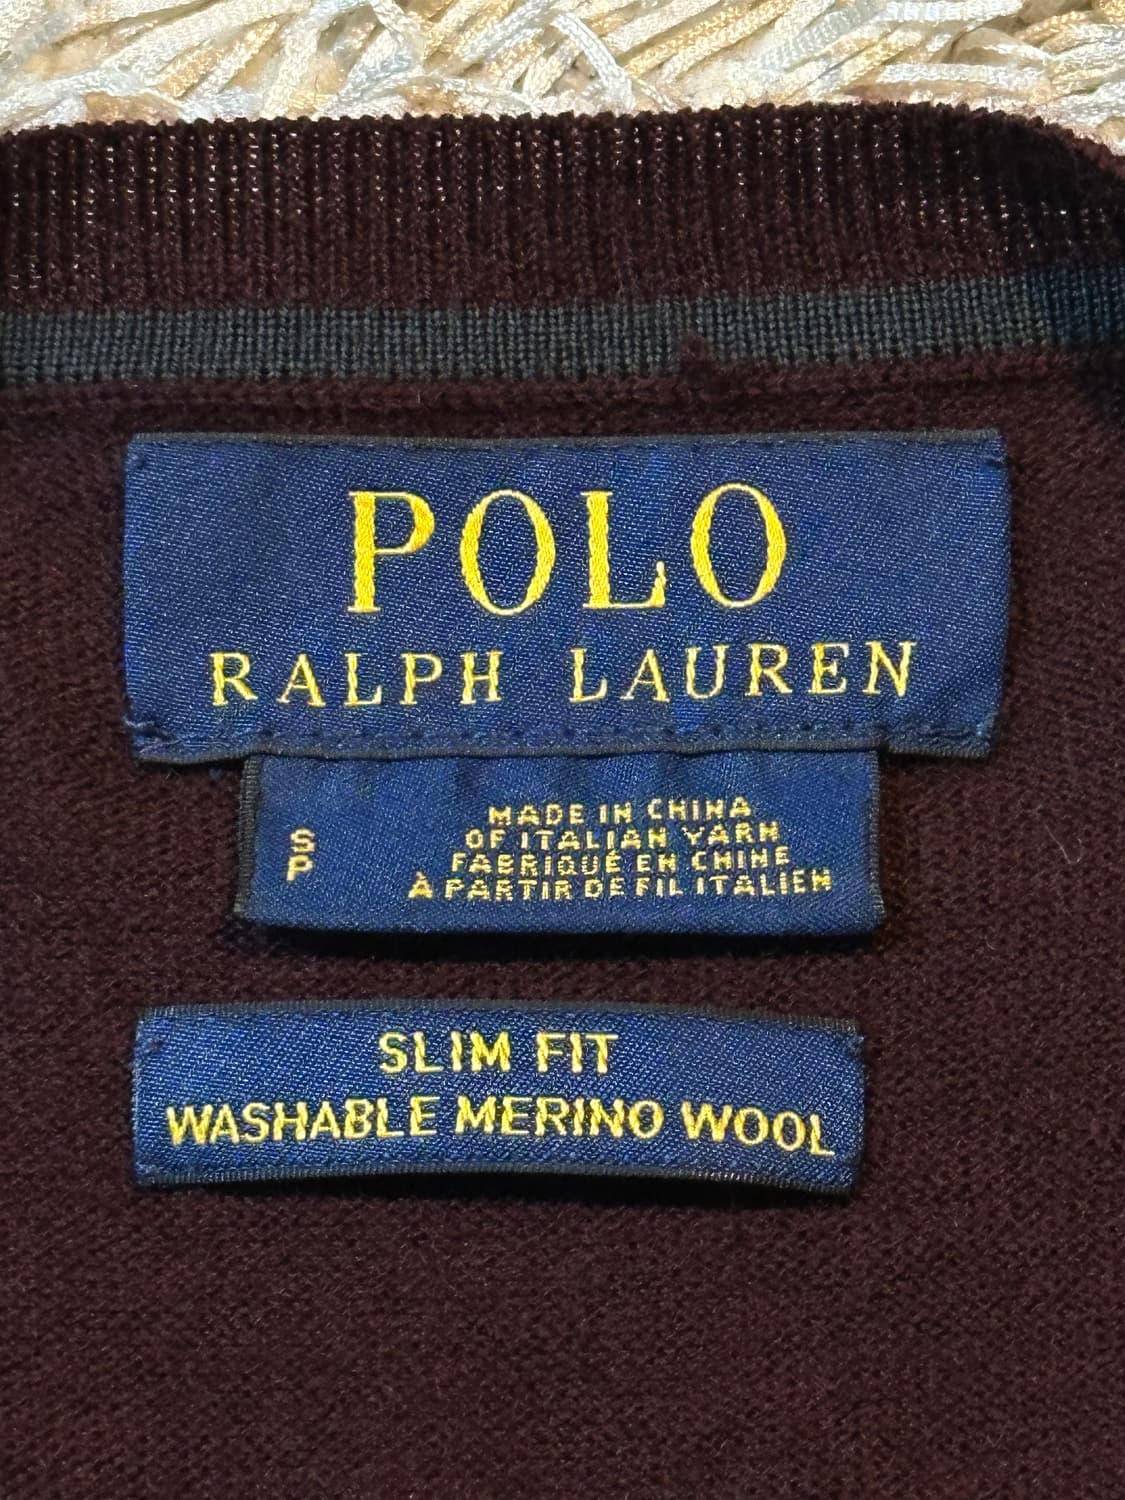 POLO
RALPH LAUREN
S
P
MADE IN CHINA
OF ITALIAN YARN
FABRIQUÉ EN CHINE
À PARTIR DE FIL ITALIEN
SLIM FIT
WASHABLE MERINO WOOL